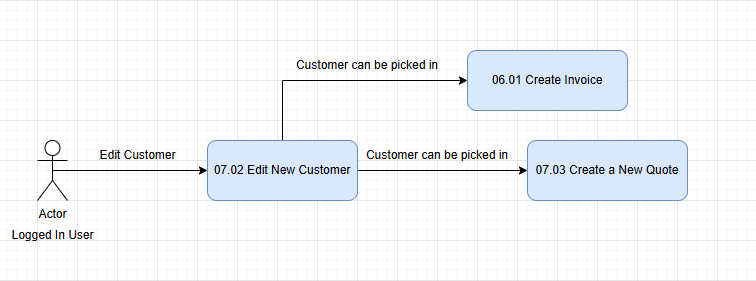 Customer can be picked in
06.01 Create Invoice
Edit Customer
07.02 Edit New Customer
Customer can be picked in
07.03 Create a New Quote
Actor
Logged In User